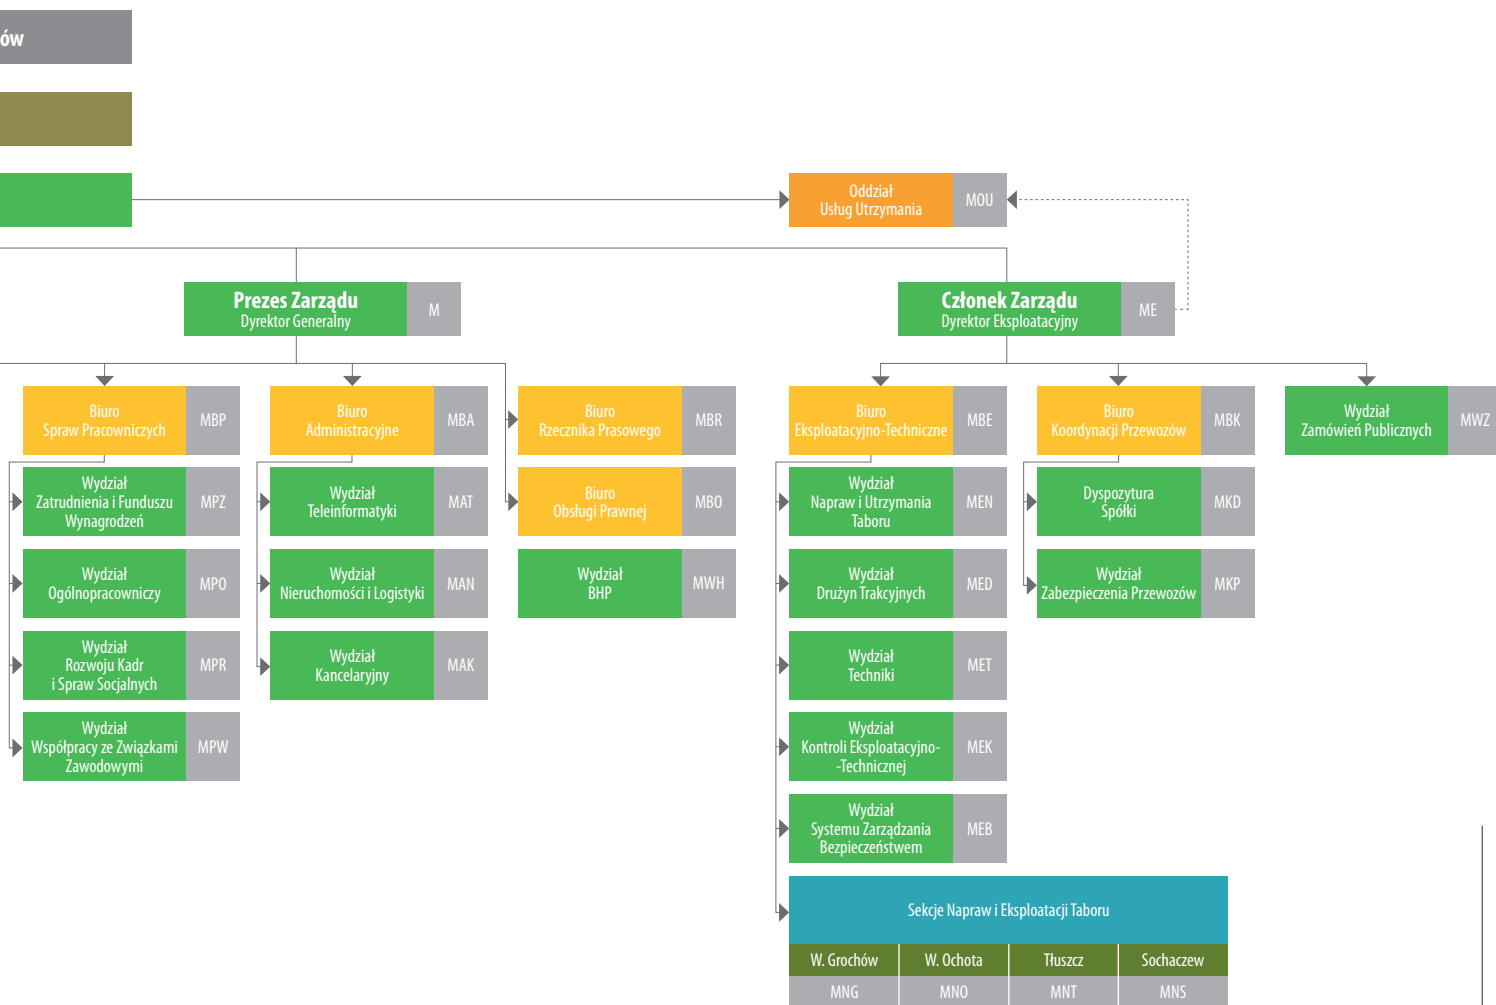 ów
Oddział
Usług Utrzymania
MOU
Prezes Zarządu
Dyrektor Generalny
M
Członek Zarządu
Dyrektor Eksploatacyjny
ME
Biuro
Spraw Pracowniczych
MBP
Wydział
Zatrudnienia i Funduszu
Wynagrodzeń
MPZ
Wydział
Ogólnopracowniczy
MPO
Wydział
Rozwoju Kadr
i Spraw Socjalnych
MPR
Wydział
Współpracy ze Związkami
Zawodowymi
MPW
Biuro
Administracyjne
MBA
Wydział
Teleinformatyki
MAT
Wydział
Nieruchomości i Logistyki
MAN
Wydział
Kancelaryjny
MAK
Biuro
Rzecznika Prasowego
MBR
Biuro
Obsługi Prawnej
MBO
Wydział
BHP
MWH
Biuro
Eksploatacyjno-Techniczne
MBE
Wydział
Napraw i Utrzymania
Taboru
MEN
Wydział
Drużyn Trakcyjnych
MED
Wydział
Techniki
MET
Wydział
Kontroli Eksploatacyjno-
-Technicznej
MEK
Wydział
Systemu Zarządzania
Bezpieczeństwem
MEB
Sekcje Napraw i Eksploatacji Taboru
W. Grochów
W. Ochota
Tłuszcz
Sochaczew
MNG
MNO
MNT
MNS
Biuro
Koordynacji Przewozów
MBK
Dyspozytura
Spółki
MKD
Wydział
Zabezpieczenia Przewozów
MKP
Wydział
Zamówień Publicznych
MWZ